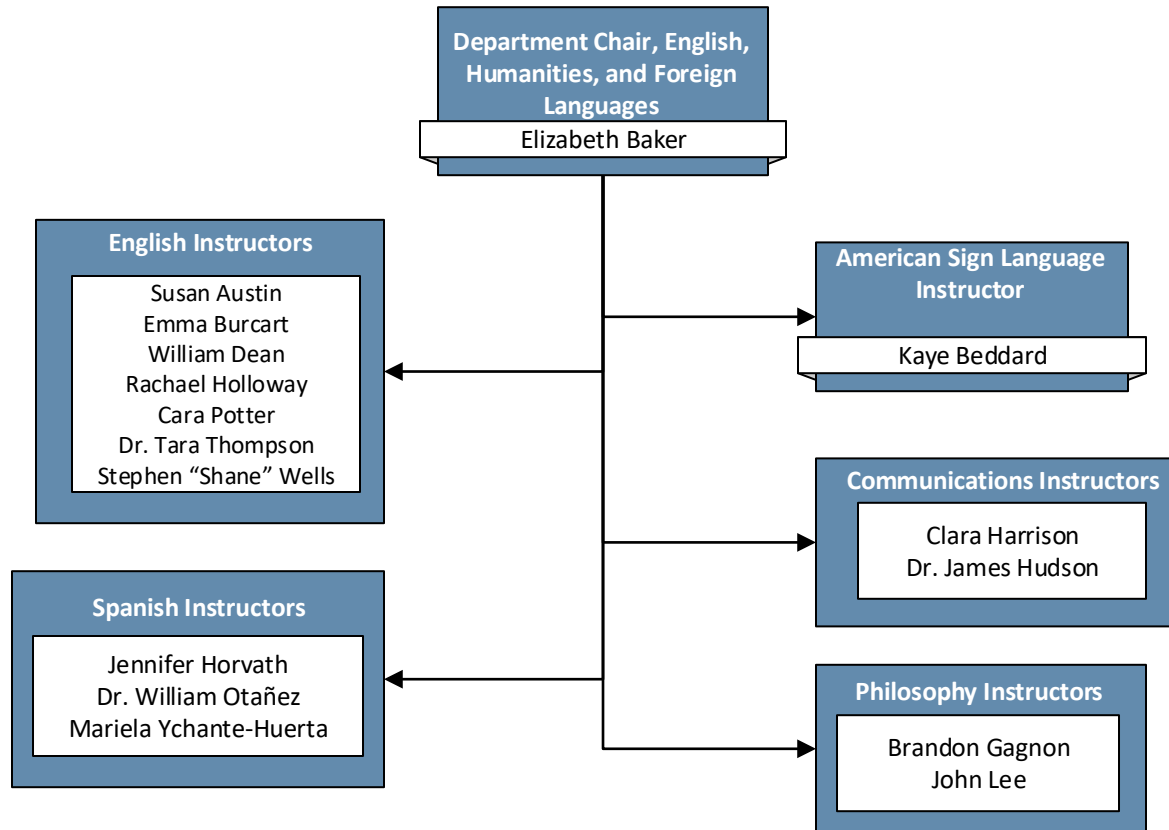 Department Chair, English,
Humanities, and Foreign
Languages
Elizabeth Baker
English Instructors
Susan Austin
Emma Burcart
William Dean
Rachael Holloway
Cara Potter
Dr. Tara Thompson
Stephen “Shane” Wells
American Sign Language
Instructor
Kaye Beddard
Communications Instructors
Clara Harrison
Dr. James Hudson
Spanish Instructors
Jennifer Horvath
Dr. William Otañez
Mariela Ychante-Huerta
Philosophy Instructors
Brandon Gagnon
John Lee